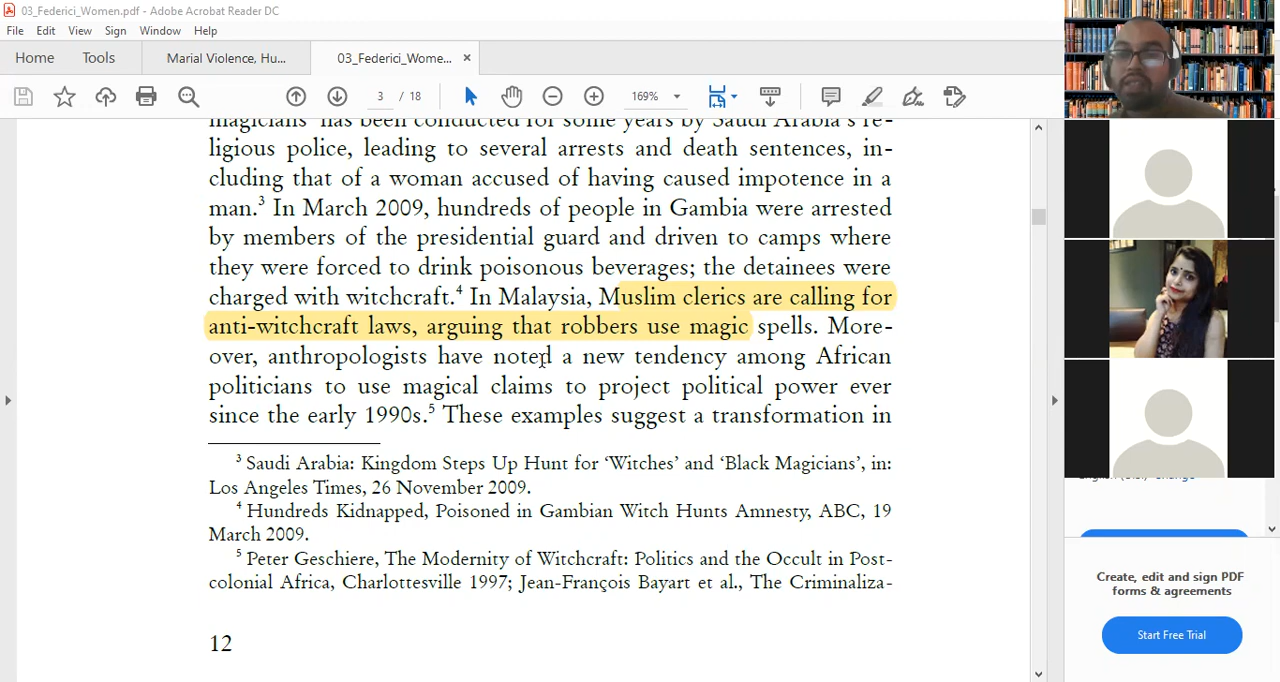 03_Federici_Women.pdf - Adobe Acrobat Reader DC
File Edit View Sign Window Help
Home Tools Marial Violence, Hu... 03_Federici_Wome... ×
3 / 18 169%
magicians' has been conducted for some years by Saudi Arabia's re-
ligious police, leading to several arrests and death sentences, in-
cluding that of a woman accused of having caused impotence in a
man.³ In March 2009, hundreds of people in Gambia were arrested
by members of the presidential guard and driven to camps where
they were forced to drink poisonous beverages; the detainees were
charged with witchcraft.⁴ In Malaysia, Muslim clerics are calling for
anti-witchcraft laws, arguing that robbers use magic spells. More-
over, anthropologists have noted a new tendency among African
politicians to use magical claims to project political power ever
since the early 1990s.⁵ These examples suggest a transformation in
³ Saudi Arabia: Kingdom Steps Up Hunt for ‘Witches’ and ‘Black Magicians’, in:
Los Angeles Times, 26 November 2009.
⁴ Hundreds Kidnapped, Poisoned in Gambian Witch Hunts Amnesty, ABC, 19
March 2009.
⁵ Peter Geschiere, The Modernity of Witchcraft: Politics and the Occult in Post-
colonial Africa, Charlottesville 1997; Jean-François Bayart et al., The Criminaliza-
12
Create, edit and sign PDF
forms & agreements
Start Free Trial